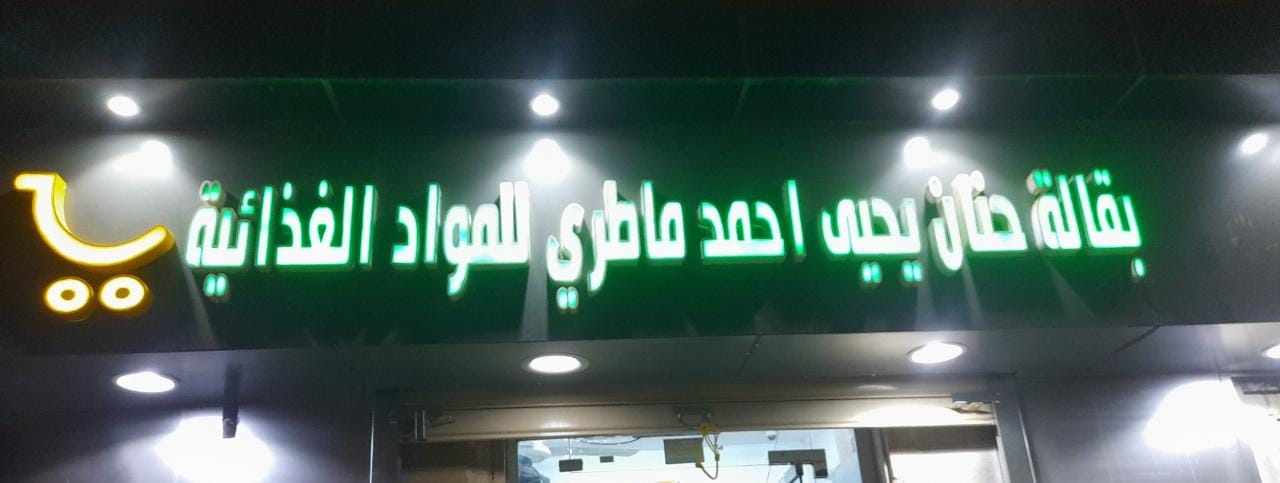 بقالة حنان يحيى احمد ماطري للمواد الغذائية